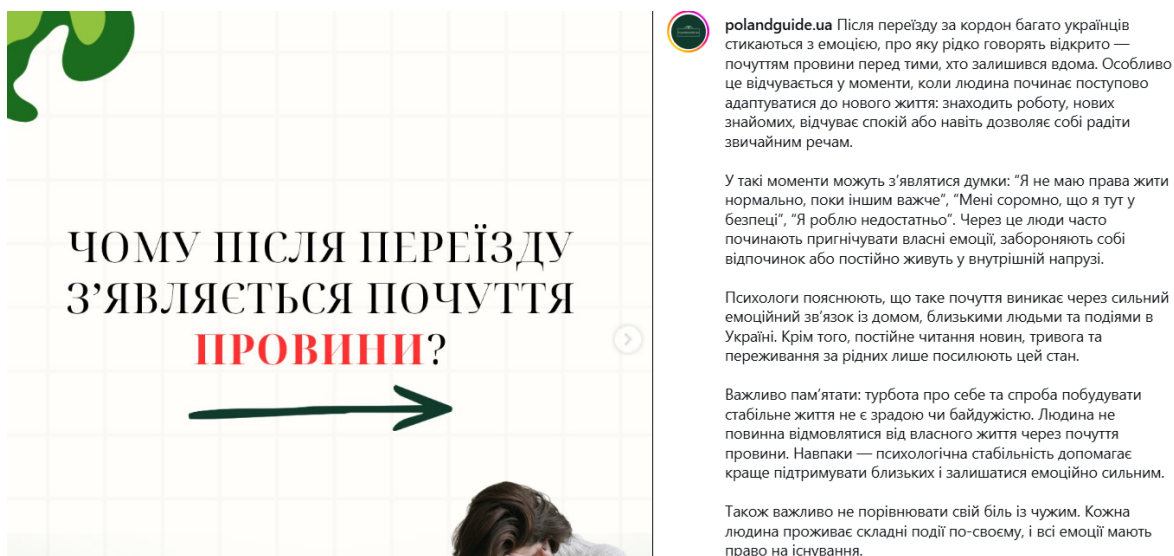 ЧОМУ ПІСЛЯ ПЕРЕЇЗДУ
З’ЯВЛЯЄТЬСЯ ПОЧУТТЯ
ПРОВИНИ?
polandguide.ua Після переїзду за кордон багато українців
стикаються з емоцією, про яку рідко говорять відкрито —
почуттям провини перед тими, хто залишився вдома. Особливо
це відчувається у моменти, коли людина починає поступово
адаптуватися до нового життя: знаходить роботу, нових
знайомих, відчуває спокій або навіть дозволяє собі радіти
звичайним речам.
У такі моменти можуть з’являтися думки: “Я не маю права жити
нормально, поки іншим важче”, “Мені соромно, що я тут у
безпеці”, “Я роблю недостатньо”. Через це люди часто
починають пригнічувати власні емоції, забороняють собі
відпочинок або постійно живуть у внутрішній напрузі.
Психологи пояснюють, що таке почуття виникає через сильний
емоційний зв’язок із домом, близькими людьми та подіями в
Україні. Крім того, постійне читання новин, тривога та
переживання за рідних лише посилюють цей стан.
Важливо пам’ятати: турбота про себе та спроба побудувати
стабільне життя не є зрадою чи байдужістю. Людина не
повинна відмовлятися від власного життя через почуття
провини. Навпаки — психологічна стабільність допомагає
краще підтримувати близьких і залишатися емоційно сильним.
Також важливо не порівнювати свій біль із чужим. Кожна
людина проживає складні події по-своєму, і всі емоції мають
право на існування.